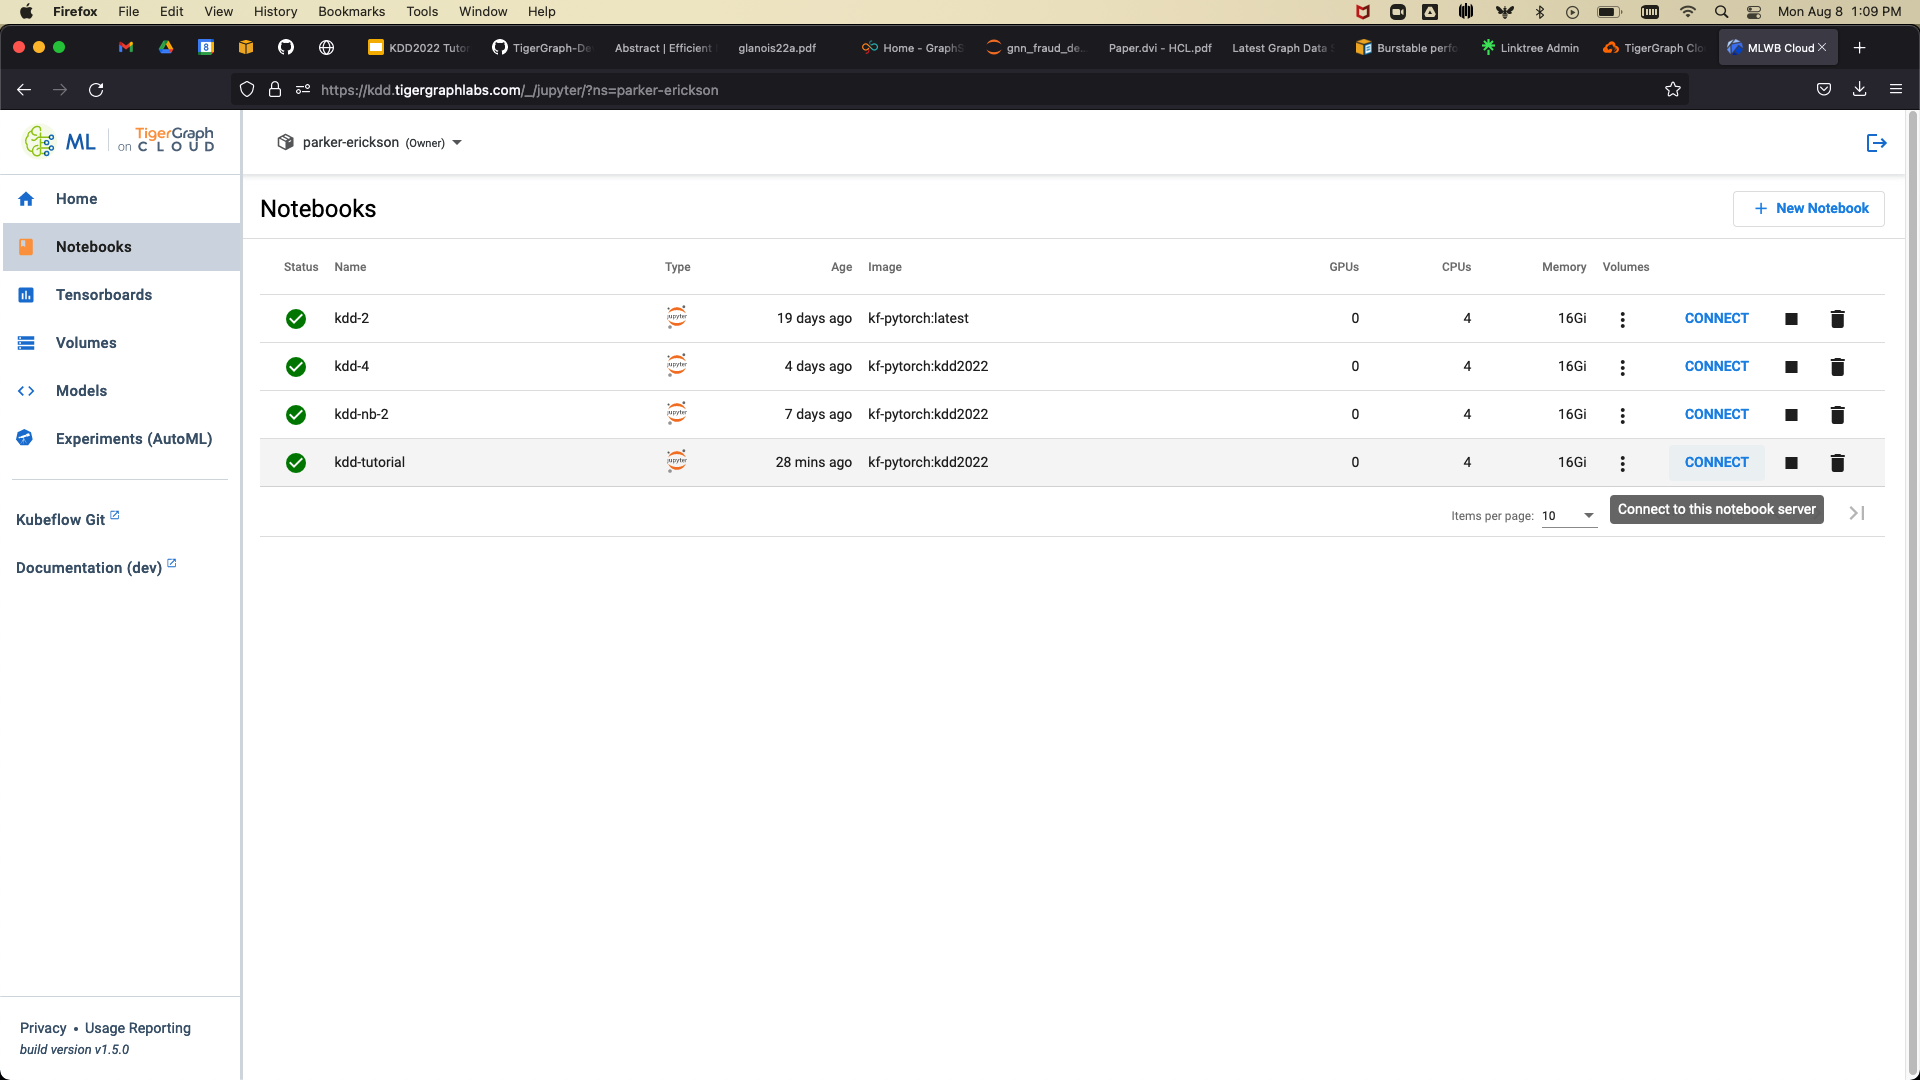 Firefox File Edit View History Bookmarks Tools Window Help Mon Aug 8 1:09 PM
8 KDD2022 Tutor TigerGraph-De Abstract | Efficient glanois22a.pdf Home - GraphS gnn_fraud_de... Paper.dvi - HCL.pdf Latest Graph Data Burstable perfo Linktree Admin TigerGraph Clo MLWB Cloud
https://kdd.tigergraphlabs.com/_/jupyter/?ns=parker-erickson
ML on TigerGraph CLOUD
parker-erickson (Owner)
Home
Notebooks
Tensorboards
Volumes
Models
Experiments (AutoML)
Kubeflow Git
Documentation (dev)
Privacy • Usage Reporting
build version v1.5.0
Notebooks
+ New Notebook
Status Name Type Age Image GPUs CPUs Memory Volumes
kdd-2 jupyter 19 days ago kf-pytorch:latest 0 4 16Gi CONNECT
kdd-4 jupyter 4 days ago kf-pytorch:kdd2022 0 4 16Gi CONNECT
kdd-nb-2 jupyter 7 days ago kf-pytorch:kdd2022 0 4 16Gi CONNECT
kdd-tutorial jupyter 28 mins ago kf-pytorch:kdd2022 0 4 16Gi CONNECT
Items per page: 10
Connect to this notebook server